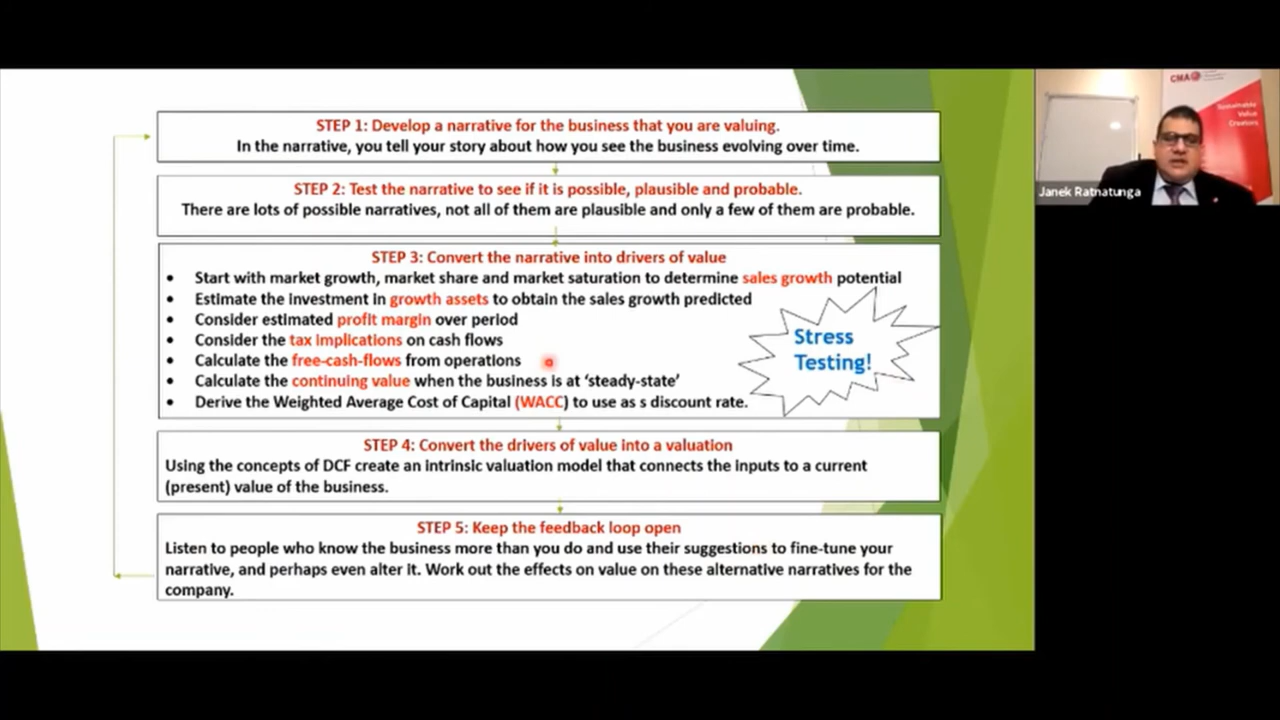 STEP 1: Develop a narrative for the business that you are valuing.
In the narrative, you tell your story about how you see the business evolving over time.
STEP 2: Test the narrative to see if it is possible, plausible and probable.
There are lots of possible narratives, not all of them are plausible and only a few of them are probable.
STEP 3: Convert the narrative into drivers of value
• Start with market growth, market share and market saturation to determine sales growth potential
• Estimate the investment in growth assets to obtain the sales growth predicted
• Consider estimated profit margin over period
• Consider the tax implications on cash flows
• Calculate the free-cash-flows from operations
• Calculate the continuing value when the business is at ‘steady-state’
• Derive the Weighted Average Cost of Capital (WACC) to use as s discount rate.
Stress
Testing!
STEP 4: Convert the drivers of value into a valuation
Using the concepts of DCF create an intrinsic valuation model that connects the inputs to a current
(present) value of the business.
STEP 5: Keep the feedback loop open
Listen to people who know the business more than you do and use their suggestions to fine-tune your
narrative, and perhaps even alter it. Work out the effects on value on these alternative narratives for the
company.
CMA
Sustainable
Value
Creators
Janek Ratnatunga